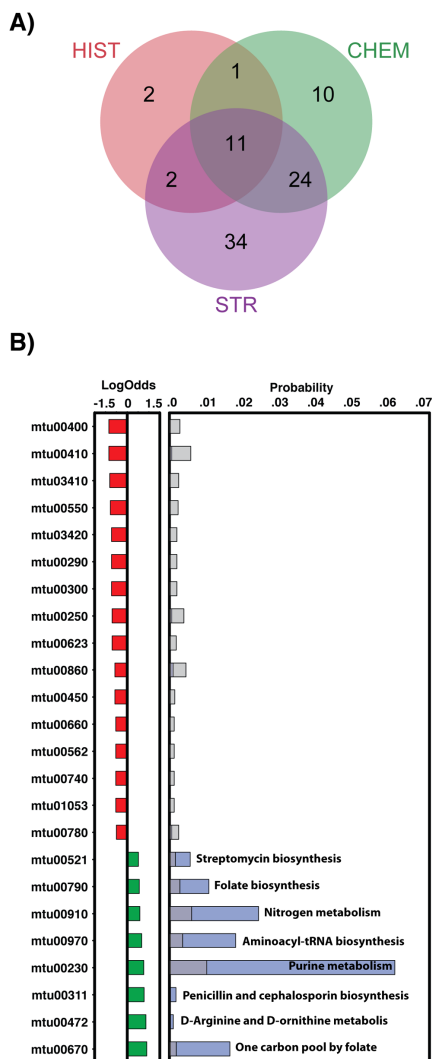 A)
HIST
CHEM
2
1
10
11
2
24
34
STR
B)
LogOdds
Probability
-1.5 0 1.5
.0 .01 .02 .03 .04 .05 .06 .07
mtu00400
mtu00410
mtu03410
mtu00550
mtu03420
mtu00290
mtu00300
mtu00250
mtu00623
mtu00860
mtu00450
mtu00660
mtu00562
mtu00740
mtu01053
mtu00780
mtu00521 Streptomycin biosynthesis
mtu00790 Folate biosynthesis
mtu00910 Nitrogen metabolism
mtu00970 Aminoacyl-tRNA biosynthesis
mtu00230 Purine metabolism
mtu00311 Penicillin and cephalosporin biosynthesis
mtu00472 D-Arginine and D-ornithine metabolis
mtu00670 One carbon pool by folate